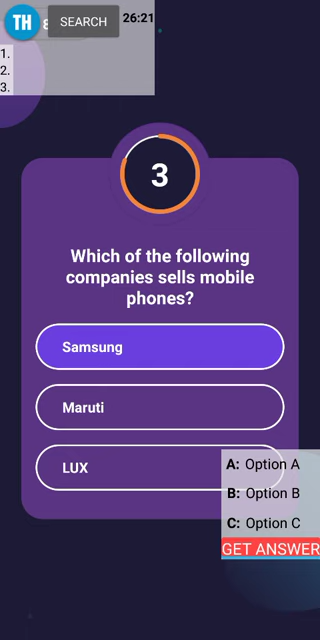 TH
SEARCH
26:21
1.
2.
3.
3
Which of the following
companies sells mobile
phones?
Samsung
Maruti
LUX
A: Option A
B: Option B
C: Option C
GET ANSWER